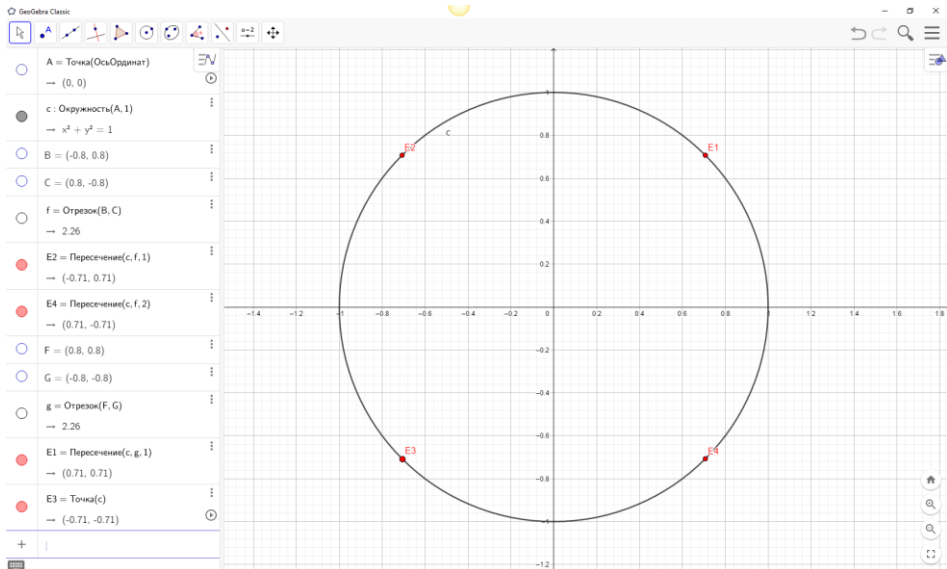 GeoGebra Classic
A
a=2
A = Точка(ОсьОрдинат)
→ (0, 0)
c : Окружность(A, 1)
→ x² + y² = 1
B = (-0.8, 0.8)
C = (0.8, -0.8)
f = Отрезок(B, C)
→ 2.26
E2 = Пересечение(c, f, 1)
→ (-0.71, 0.71)
E4 = Пересечение(c, f, 2)
→ (0.71, -0.71)
F = (0.8, 0.8)
G = (-0.8, -0.8)
g = Отрезок(F, G)
→ 2.26
E1 = Пересечение(c, g, 1)
→ (0.71, 0.71)
E3 = Точка(c)
→ (-0.71, -0.71)
1
0.8
0.6
0.4
0.2
0
−0.2
−0.4
−0.6
−0.8
−1
−1.2
−1.4 −1.2 −1 −0.8 −0.6 −0.4 −0.2 0.2 0.4 0.6 0.8 1 1.2 1.4 1.6 1.8
c
E2
E1
E3
E4